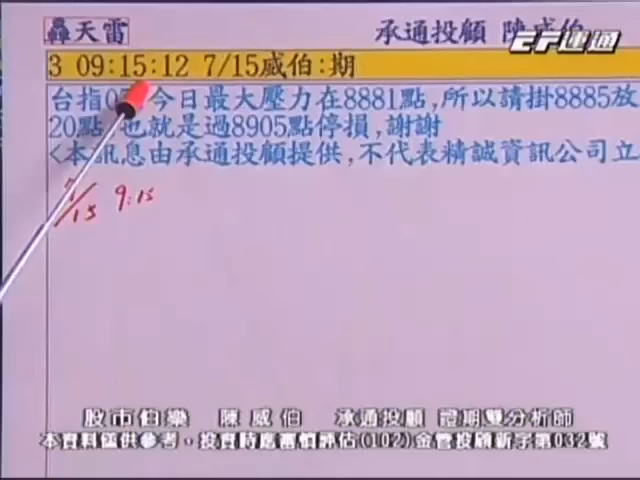 轟天雷 承通投顧 陳威伯
EF運通
3 09:15:12 7/15威伯:期
台指0 今日最大壓力在8881點,所以請掛8885放
20點,也就是過8905點停損,謝謝
<本訊息由承通投顧提供,不代表精誠資訊公司立
7/15 9:15
股市伯樂 陳威伯 承通投顧 證期雙分析師
本資料僅供參考,投資時應審慎評估(102)金管投顧新字第032號